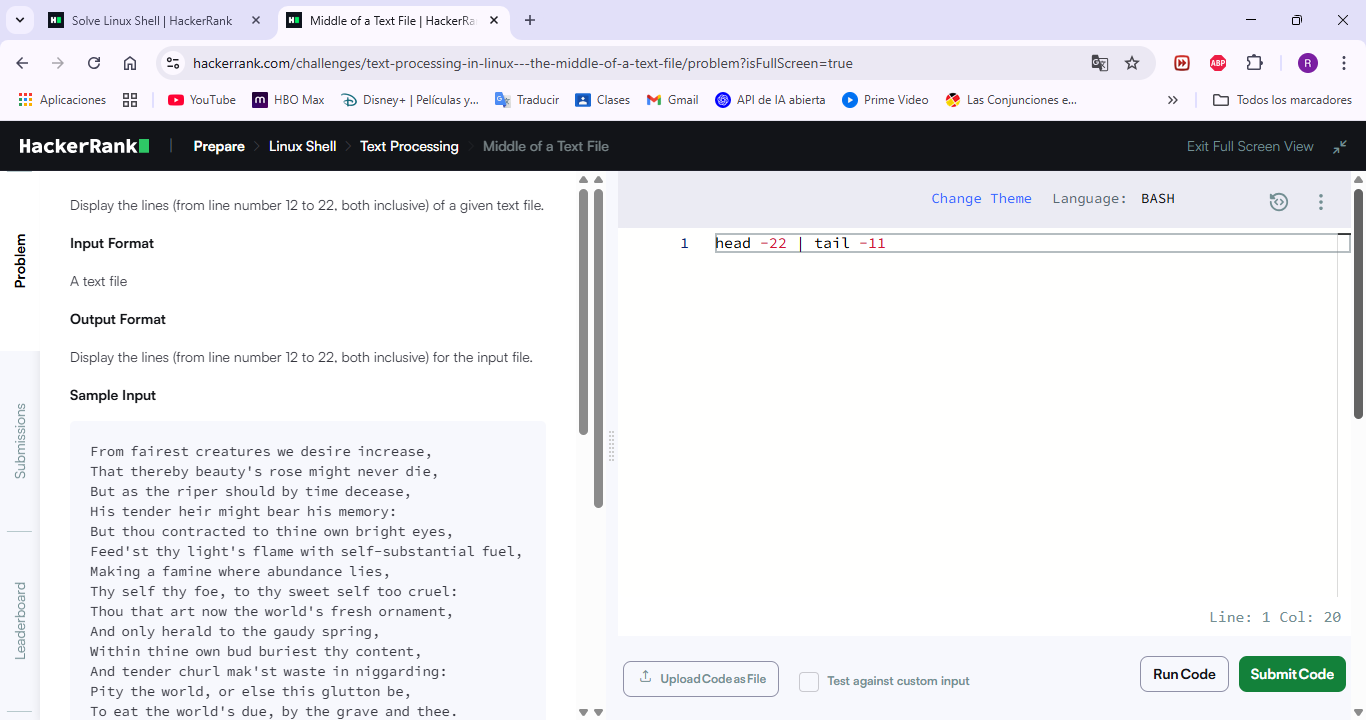 Solve Linux Shell | HackerRank
Middle of a Text File | HackerRa
hackerrank.com/challenges/text-processing-in-linux---the-middle-of-a-text-file/problem?isFullScreen=true
ABP
R
Aplicaciones
YouTube
HBO Max
Disney+ | Películas y...
Traducir
Clases
Gmail
API de IA abierta
Prime Video
Las Conjunciones e...
Todos los marcadores
HackerRank
Prepare
Linux Shell
Text Processing
Middle of a Text File
Exit Full Screen View
Problem
Submissions
Leaderboard
Display the lines (from line number 12 to 22, both inclusive) of a given text file.
Input Format
A text file
Output Format
Display the lines (from line number 12 to 22, both inclusive) for the input file.
Sample Input
From fairest creatures we desire increase,
That thereby beauty's rose might never die,
But as the riper should by time decease,
His tender heir might bear his memory:
But thou contracted to thine own bright eyes,
Feed'st thy light's flame with self-substantial fuel,
Making a famine where abundance lies,
Thy self thy foe, to thy sweet self too cruel:
Thou that art now the world's fresh ornament,
And only herald to the gaudy spring,
Within thine own bud buriest thy content,
And tender churl mak'st waste in niggarding:
Pity the world, or else this glutton be,
To eat the world's due, by the grave and thee.
Change Theme
Language: BASH
1
head -22 | tail -11
Line: 1 Col: 20
Upload Code as File
Test against custom input
Run Code
Submit Code